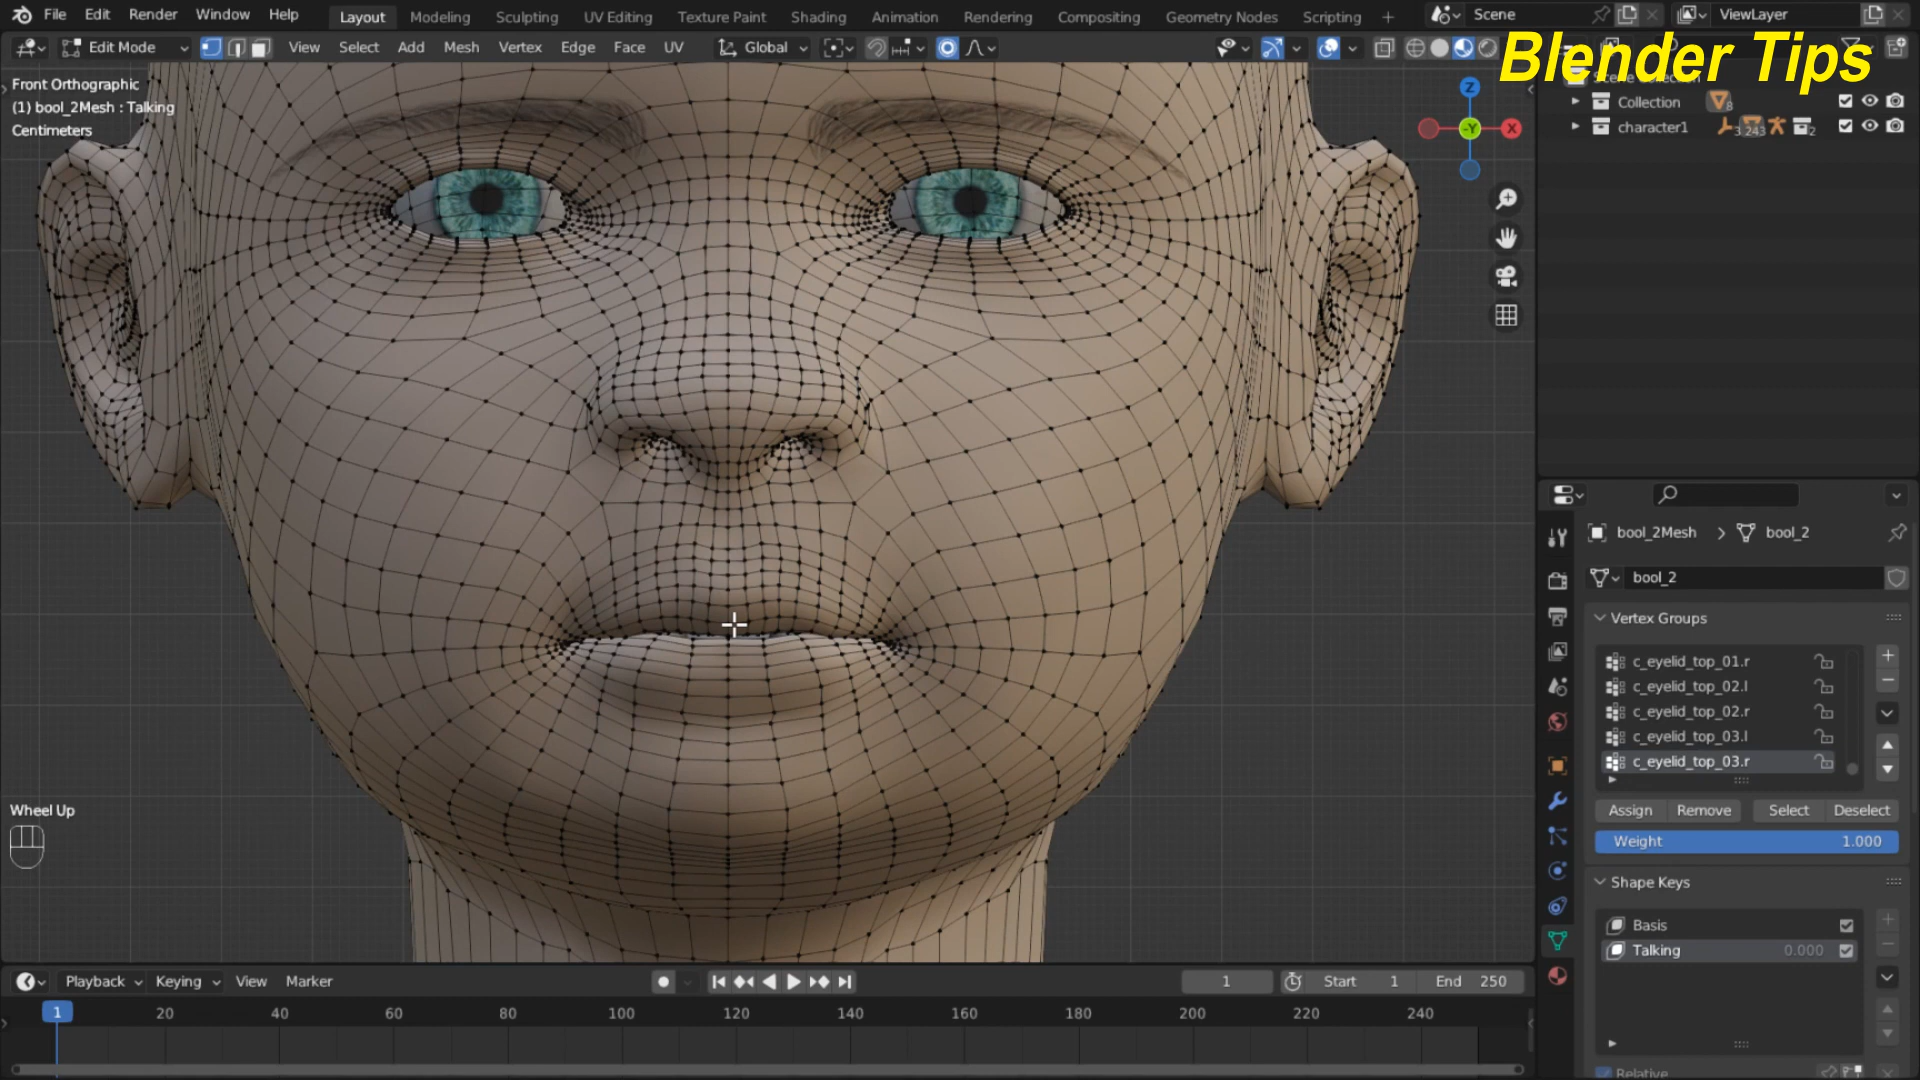 File Edit Render Window Help Layout Modeling Sculpting UV Editing Texture Paint Shading Animation Rendering Compositing Geometry Nodes Scripting + Scene ViewLayer
Edit Mode View Select Add Mesh Vertex Edge Face UV Global
Blender Tips
Front Orthographic
(1) bool_2Mesh : Talking
Centimeters
Z
-Y
X
Collection 8
character1 3 243 2
bool_2Mesh > bool_2
bool_2
Vertex Groups
c_eyelid_top_01.r
c_eyelid_top_02.l
c_eyelid_top_02.r
c_eyelid_top_03.l
c_eyelid_top_03.r
Assign Remove Select Deselect
Weight 1.000
Shape Keys
Basis
Talking 0.000
Relative
Wheel Up
Playback Keying View Marker 1 Start 1 End 250
1 20 40 60 80 100 120 140 160 180 200 220 240